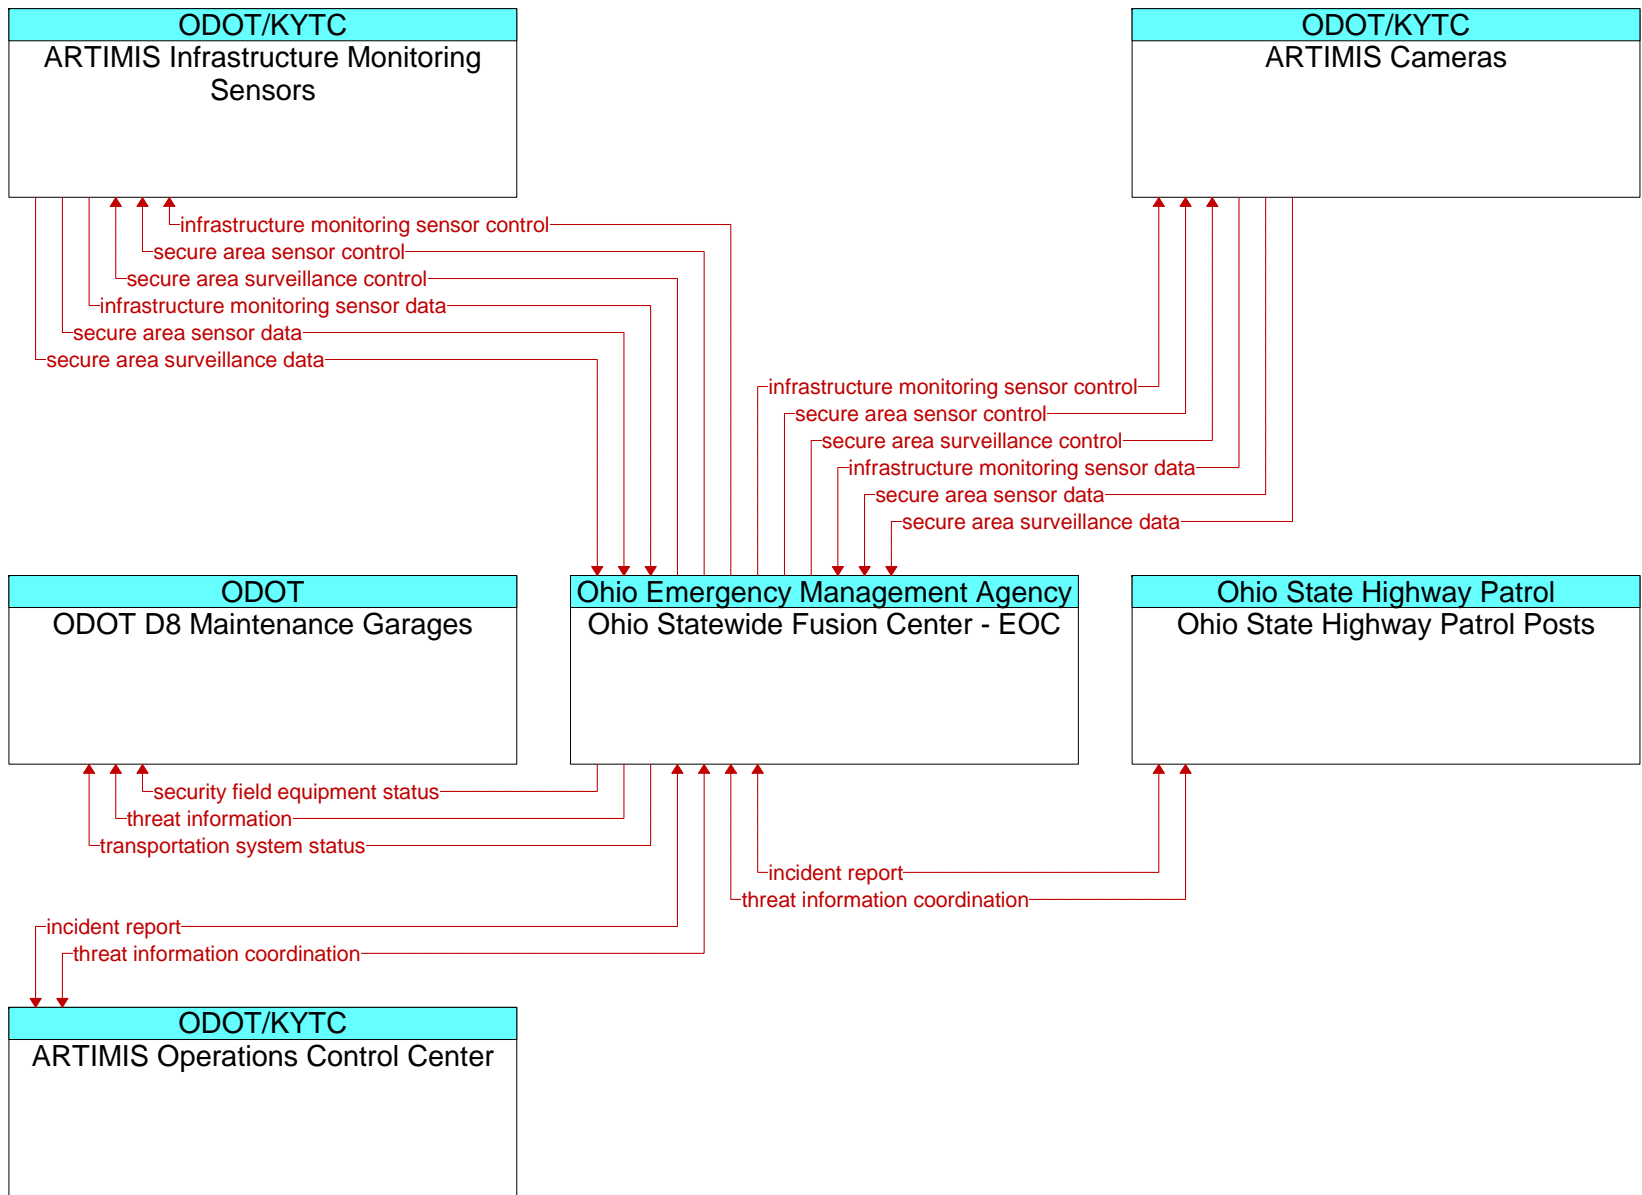 ODOT/KYTC
ARTIMIS Infrastructure Monitoring
Sensors
ODOT/KYTC
ARTIMIS Cameras
infrastructure monitoring sensor control
secure area sensor control
secure area surveillance control
infrastructure monitoring sensor data
secure area sensor data
secure area surveillance data
infrastructure monitoring sensor control
secure area sensor control
secure area surveillance control
infrastructure monitoring sensor data
secure area sensor data
secure area surveillance data
ODOT
ODOT D8 Maintenance Garages
Ohio Emergency Management Agency
Ohio Statewide Fusion Center - EOC
Ohio State Highway Patrol
Ohio State Highway Patrol Posts
security field equipment status
threat information
transportation system status
incident report
threat information coordination
incident report
threat information coordination
ODOT/KYTC
ARTIMIS Operations Control Center